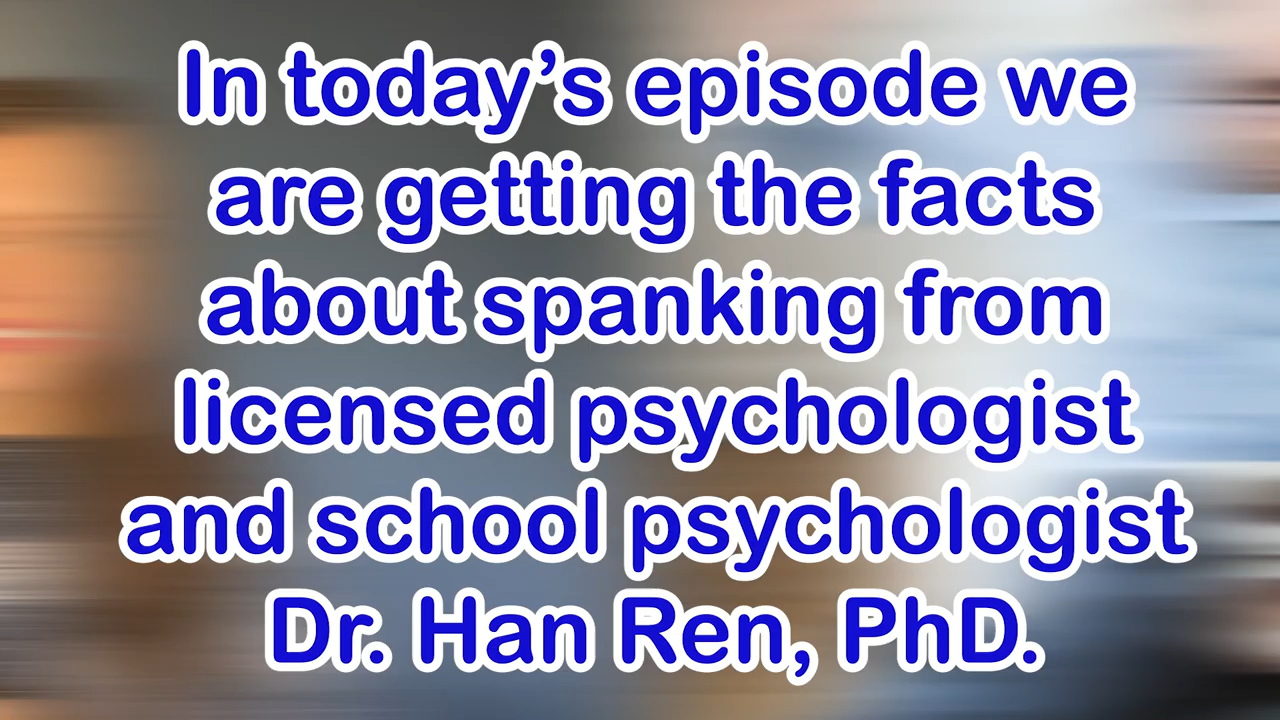 In today’s episode we
are getting the facts
about spanking from
licensed psychologist
and school psychologist
Dr. Han Ren, PhD.